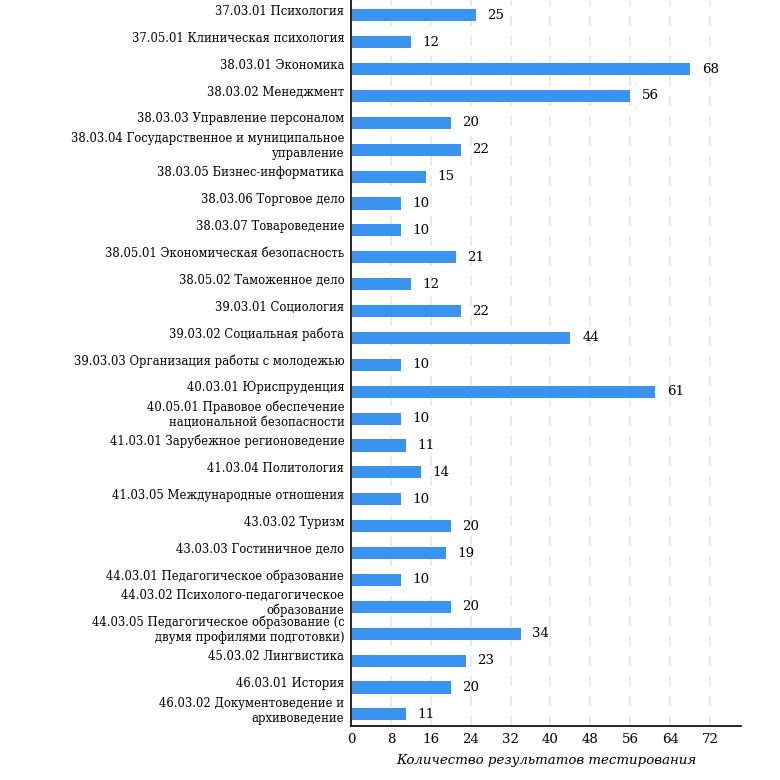 37.03.01 Психология 25
37.05.01 Клиническая психология 12
38.03.01 Экономика 68
38.03.02 Менеджмент 56
38.03.03 Управление персоналом 20
38.03.04 Государственное и муниципальное
управление 22
38.03.05 Бизнес-информатика 15
38.03.06 Торговое дело 10
38.03.07 Товароведение 10
38.05.01 Экономическая безопасность 21
38.05.02 Таможенное дело 12
39.03.01 Социология 22
39.03.02 Социальная работа 44
39.03.03 Организация работы с молодежью 10
40.03.01 Юриспруденция 61
40.05.01 Правовое обеспечение
национальной безопасности 10
41.03.01 Зарубежное регионоведение 11
41.03.04 Политология 14
41.03.05 Международные отношения 10
43.03.02 Туризм 20
43.03.03 Гостиничное дело 19
44.03.01 Педагогическое образование 10
44.03.02 Психолого-педагогическое
образование 20
44.03.05 Педагогическое образование (с
двумя профилями подготовки) 34
45.03.02 Лингвистика 23
46.03.01 История 20
46.03.02 Документоведение и
архивоведение 11
0 8 16 24 32 40 48 56 64 72
Количество результатов тестирования